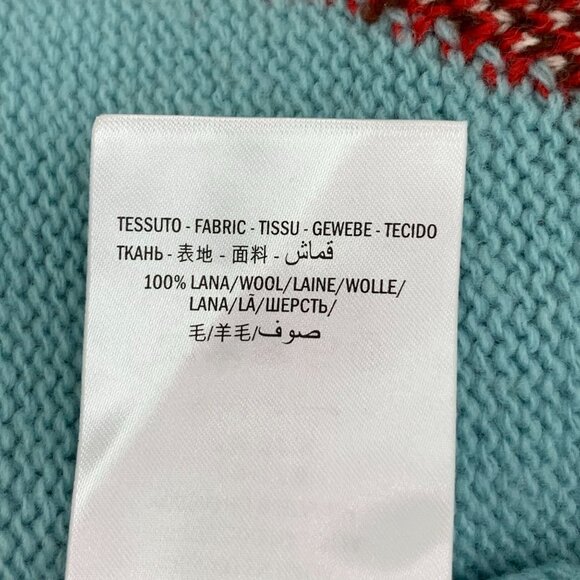 TESSUTO - FABRIC - TISSU - GEWEBE - TECIDO
ТКАНЬ - 表地 - 面料 - قماش
100% LANA/WOOL/LAINE/WOLLE/
LANA/LÃ/ШЕРСТЬ/
毛/羊毛/صوف